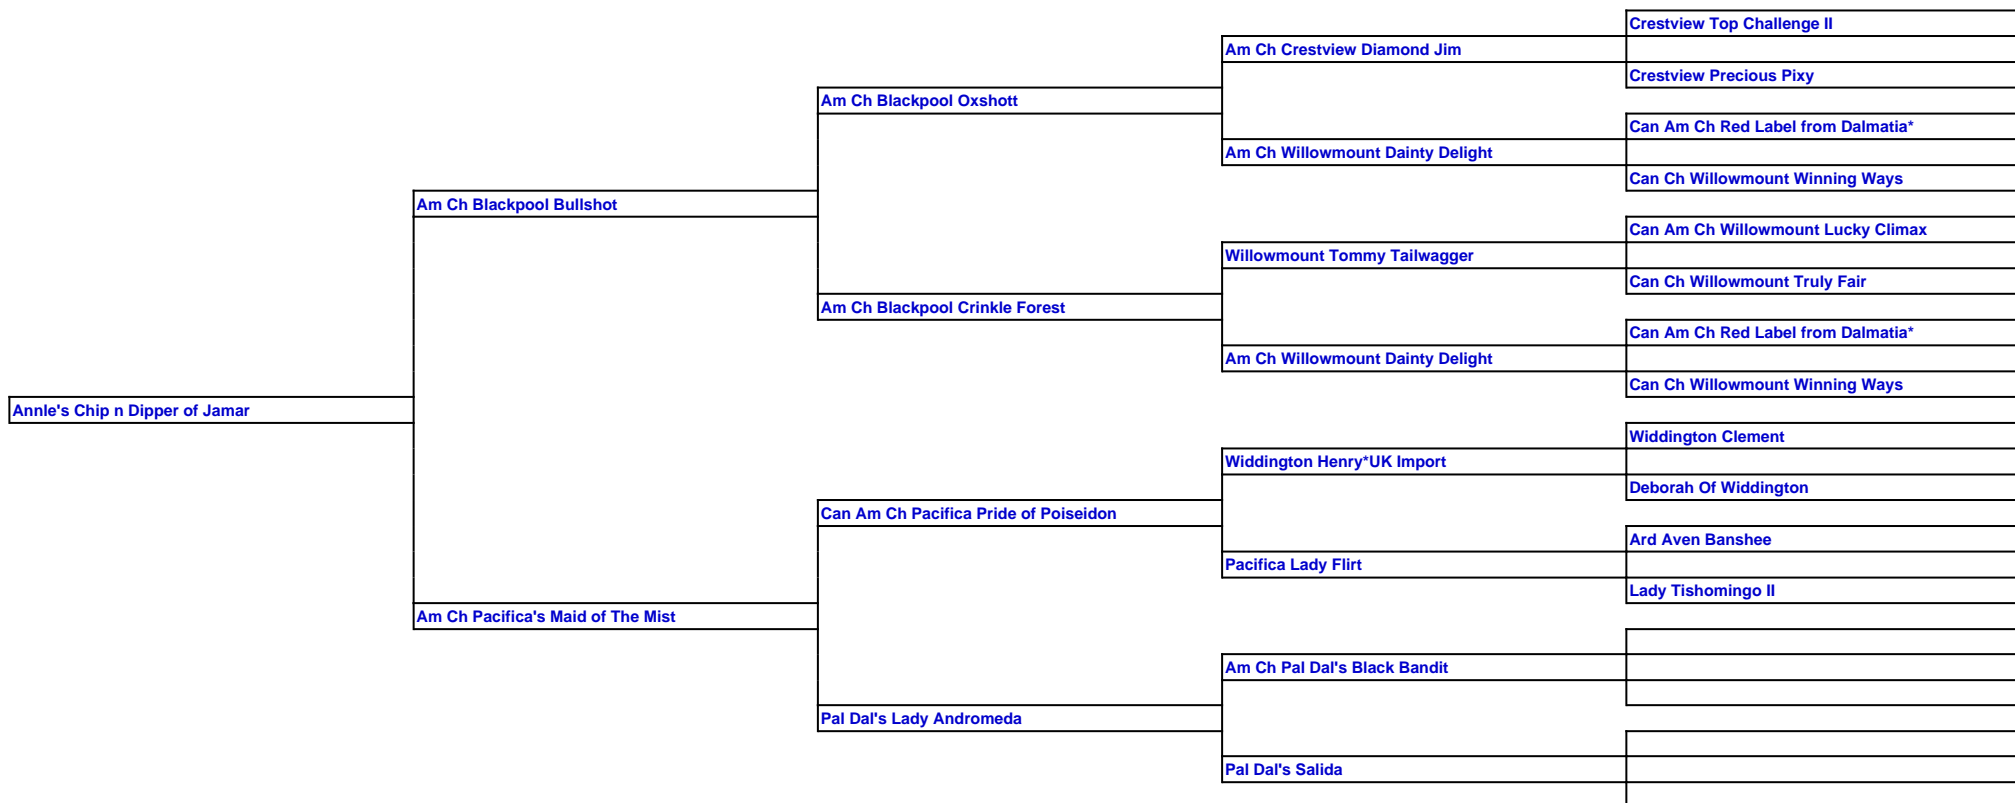 Crestview Top Challenge II
Am Ch Crestview Diamond Jim
Crestview Precious Pixy
Am Ch Blackpool Oxshott
Can Am Ch Red Label from Dalmatia*
Am Ch Willowmount Dainty Delight
Can Ch Willowmount Winning Ways
Am Ch Blackpool Bullshot
Can Am Ch Willowmount Lucky Climax
Willowmount Tommy Tailwagger
Can Ch Willowmount Truly Fair
Am Ch Blackpool Crinkle Forest
Can Am Ch Red Label from Dalmatia*
Am Ch Willowmount Dainty Delight
Can Ch Willowmount Winning Ways
Annle's Chip n Dipper of Jamar
Widdington Clement
Widdington Henry*UK Import
Deborah Of Widdington
Can Am Ch Pacifica Pride of Poiseidon
Ard Aven Banshee
Pacifica Lady Flirt
Lady Tishomingo II
Am Ch Pacifica's Maid of The Mist
Am Ch Pal Dal's Black Bandit
Pal Dal's Lady Andromeda
Pal Dal's Salida